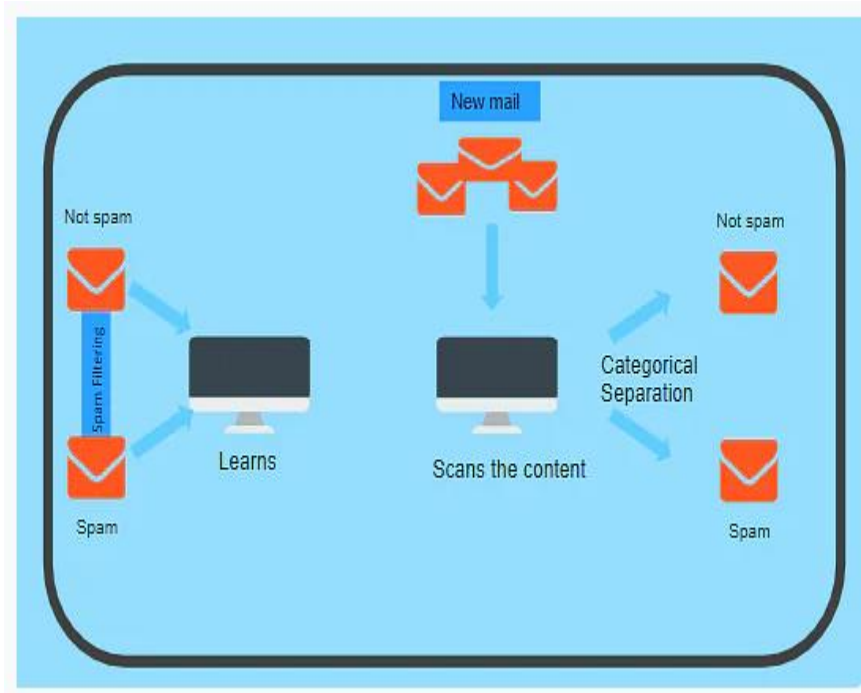 New mail
Not spam
Not spam
Spam Filtering
Categorical
Separation
Learns
Scans the content
Spam
Spam